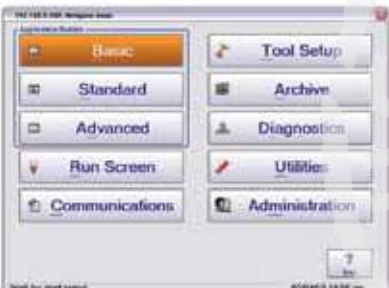 Basic
Tool Setup
Standard
Archive
Advanced
Diagnostics
Run Screen
Utilities
Communications
Administration
?